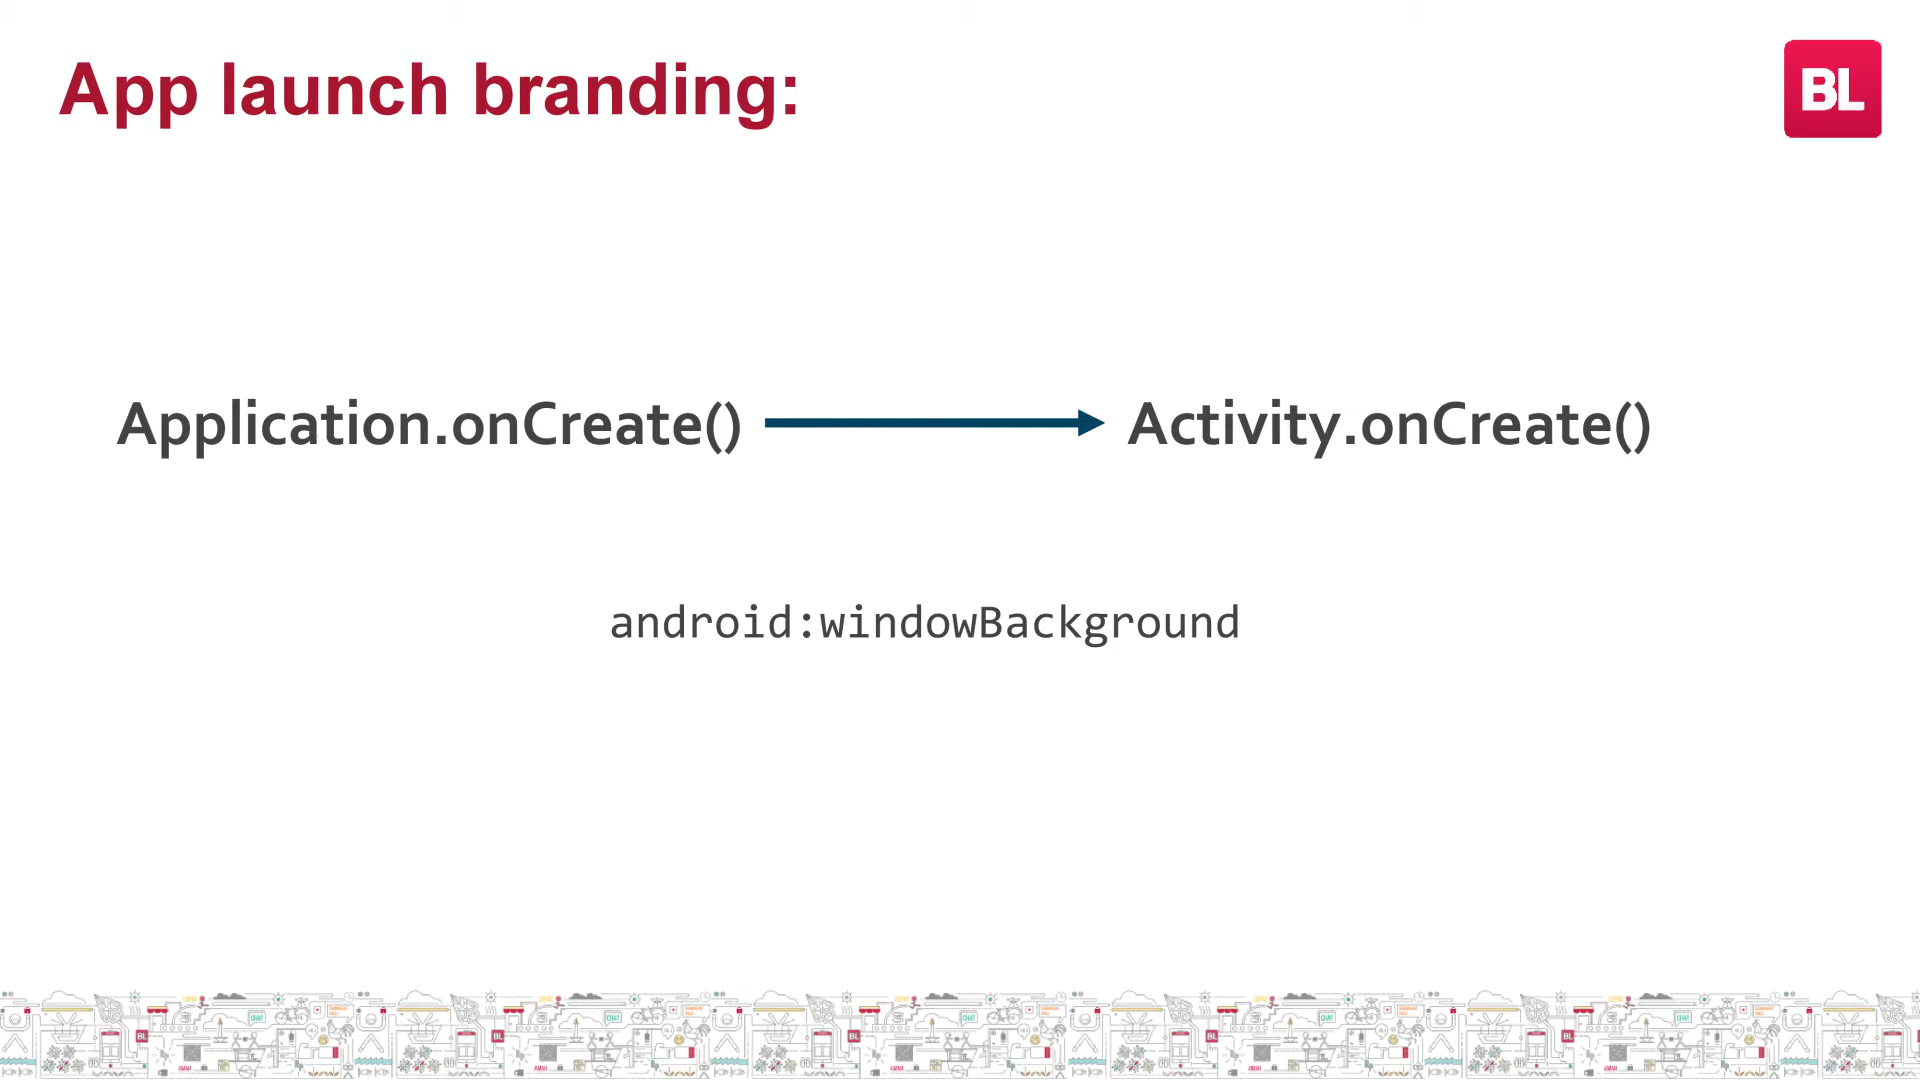 App launch branding:
BL
Application.onCreate()
Activity.onCreate()
android:windowBackground